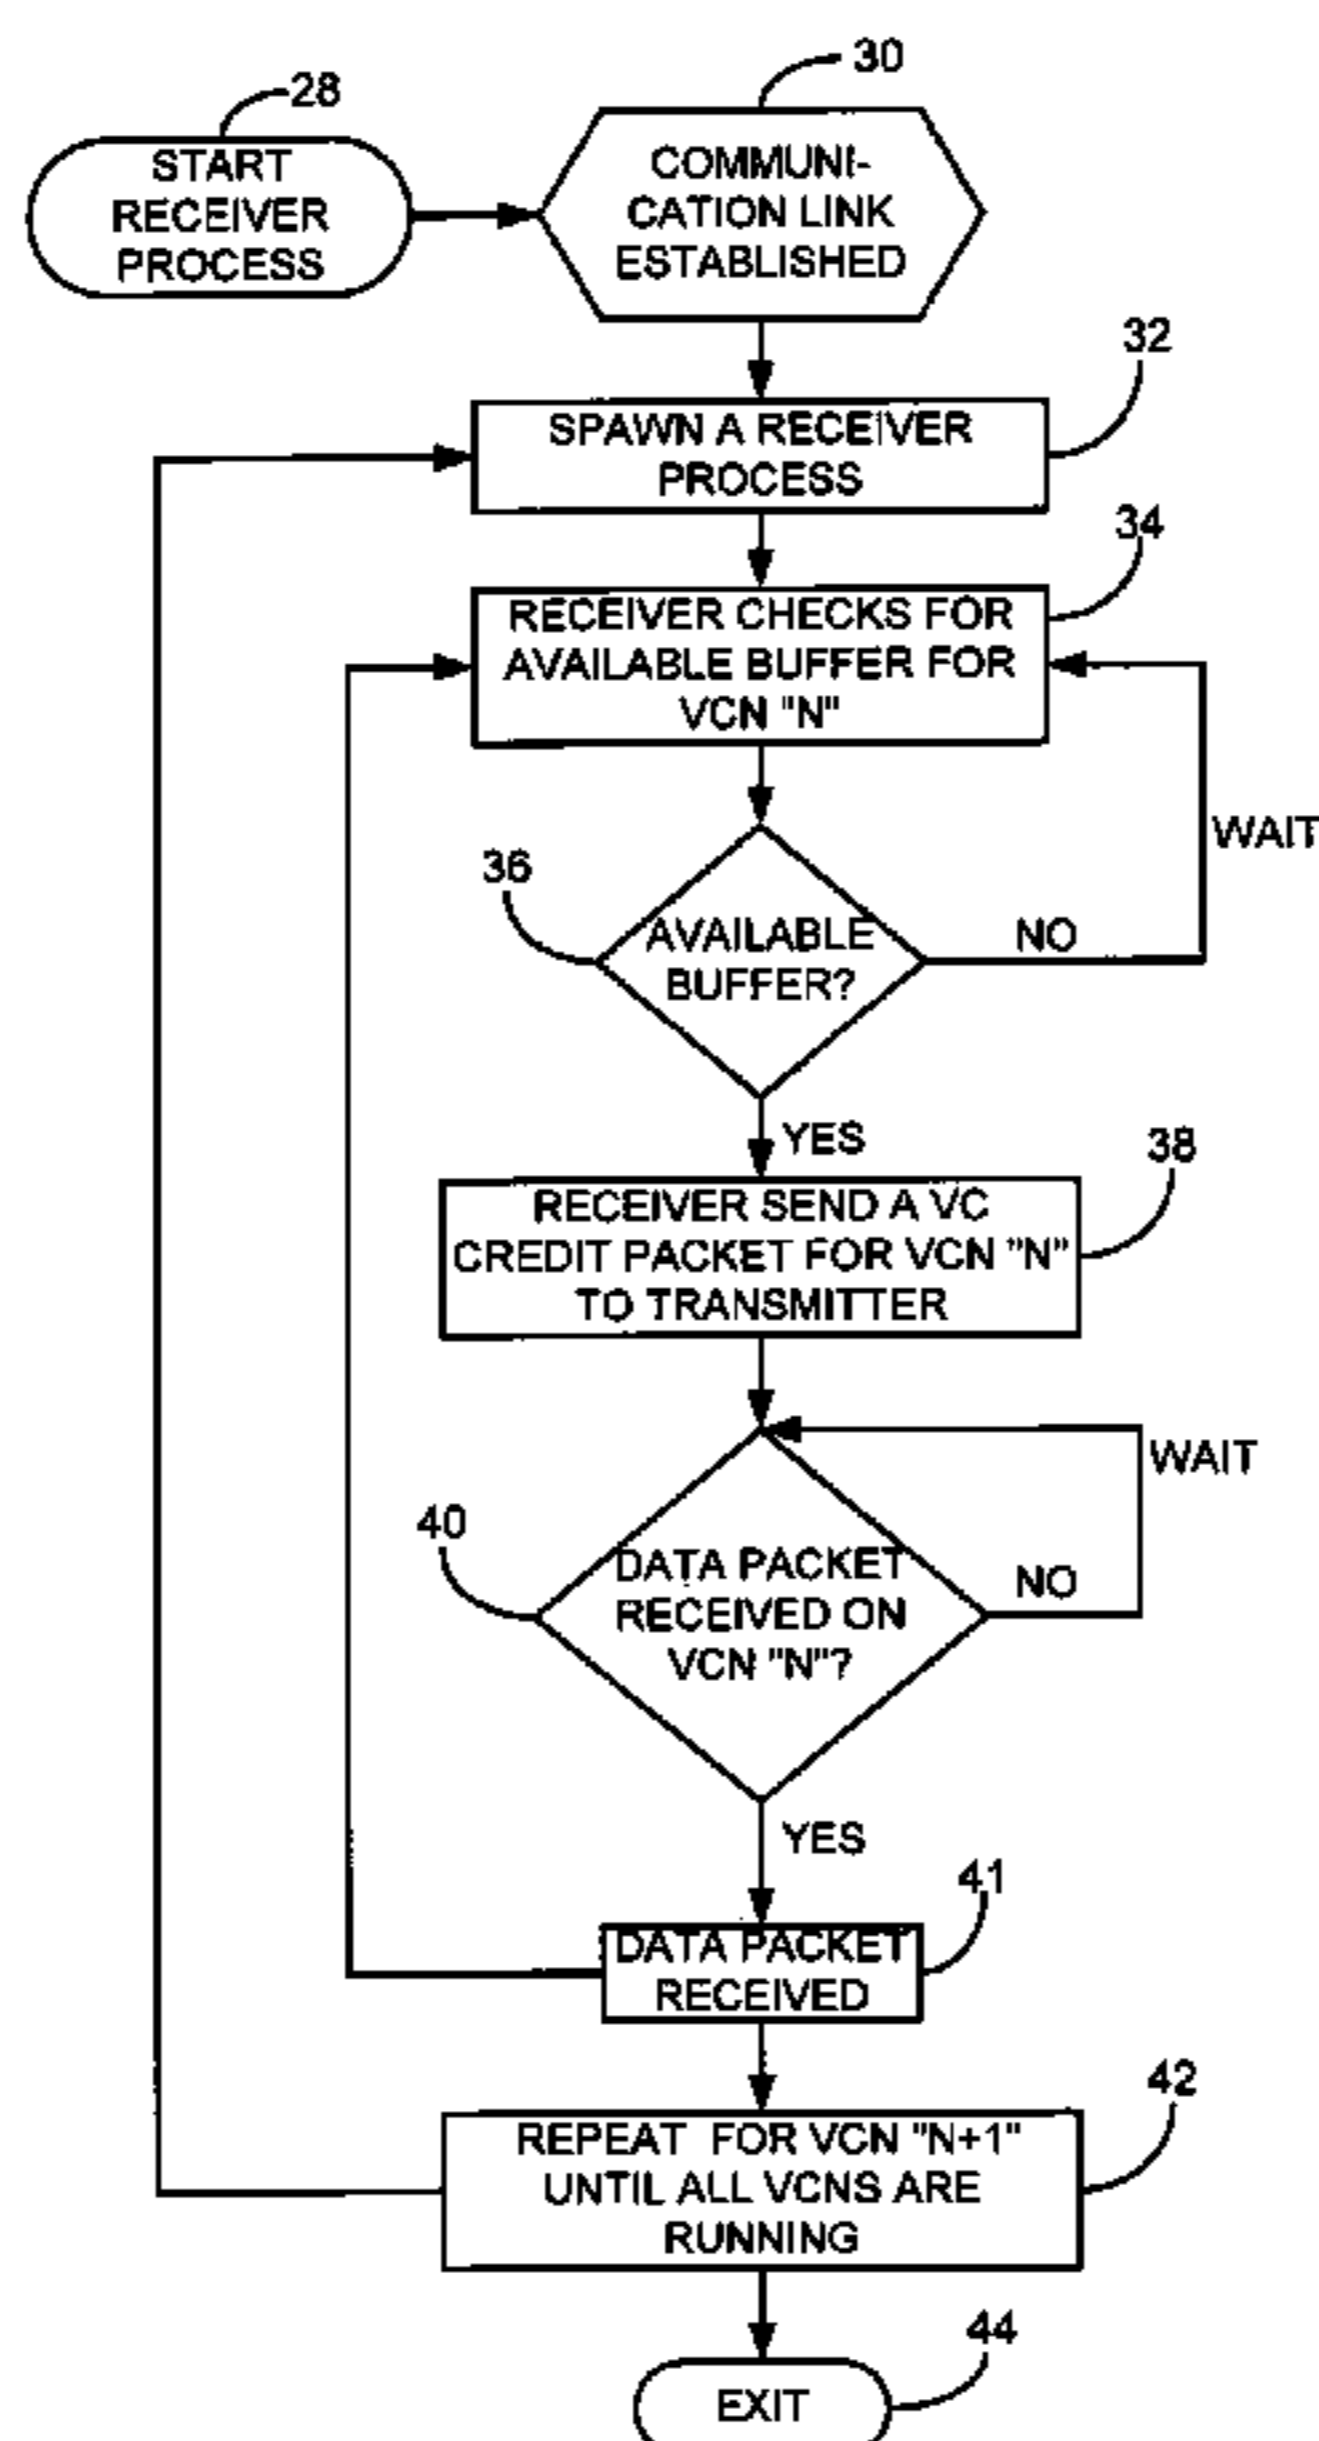 28
START
RECEIVER
PROCESS
30
COMMUNI-
CATION LINK
ESTABLISHED
32
SPAWN A RECEIVER
PROCESS
34
RECEIVER CHECKS FOR
AVAILABLE BUFFER FOR
VCN "N"
WAIT
36
AVAILABLE
BUFFER?
NO
YES
38
RECEIVER SEND A VC
CREDIT PACKET FOR VCN "N"
TO TRANSMITTER
WAIT
40
DATA PACKET
RECEIVED ON
VCN "N"?
NO
YES
41
DATA PACKET
RECEIVED
42
REPEAT FOR VCN "N+1"
UNTIL ALL VCNS ARE
RUNNING
44
EXIT